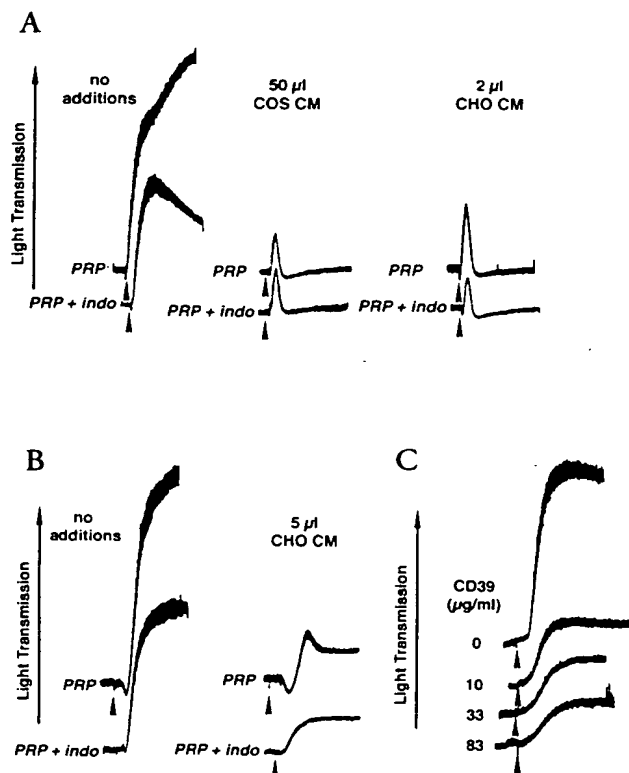 A
Light Transmission
no
additions
50 µl
COS CM
2 µl
CHO CM
PRP
PRP
PRP
PRP + indo
PRP + indo
PRP + indo
B
Light Transmission
no
additions
5 µl
CHO CM
PRP
PRP
PRP + indo
PRP + indo
C
Light Transmission
CD39
(µg/ml)
0
10
33
83